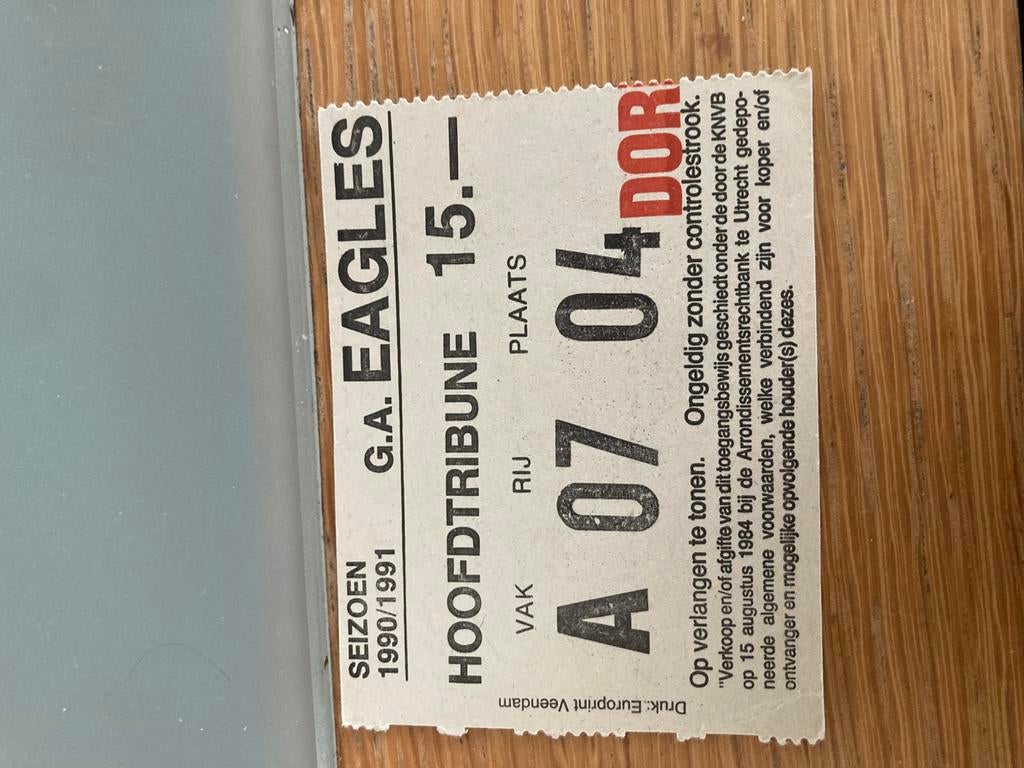 SEIZOEN
1990/1991 G.A. EAGLES
HOOFDTRIBUNE 15.—
VAK RIJ PLAATS
A 07 04
DOR
Op verlangen te tonen. Ongeldig zonder controlestrook.
"Verkoop en/of afgifte van dit toegangsbewijs geschiedt onder de door de KNVB
op 15 augustus 1984 bij de Arrondissementsrechtbank te Utrecht gedepo-
neerde algemene voorwaarden, welke verbindend zijn voor koper en/of
ontvanger en mogelijke opvolgende houder(s) dezes.
Druk: Europrint Veendam